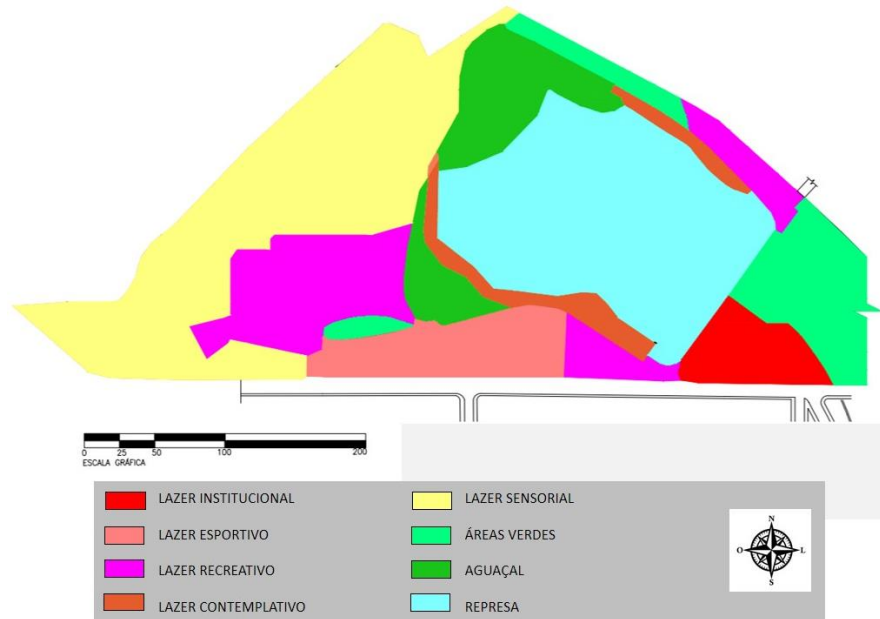 0 25 50 100 200
ESCALA GRÁFICA
LAZER INSTITUCIONAL
LAZER ESPORTIVO
LAZER RECREATIVO
LAZER CONTEMPLATIVO
LAZER SENSORIAL
ÁREAS VERDES
AGUAÇAL
REPRESA
N
O L
S